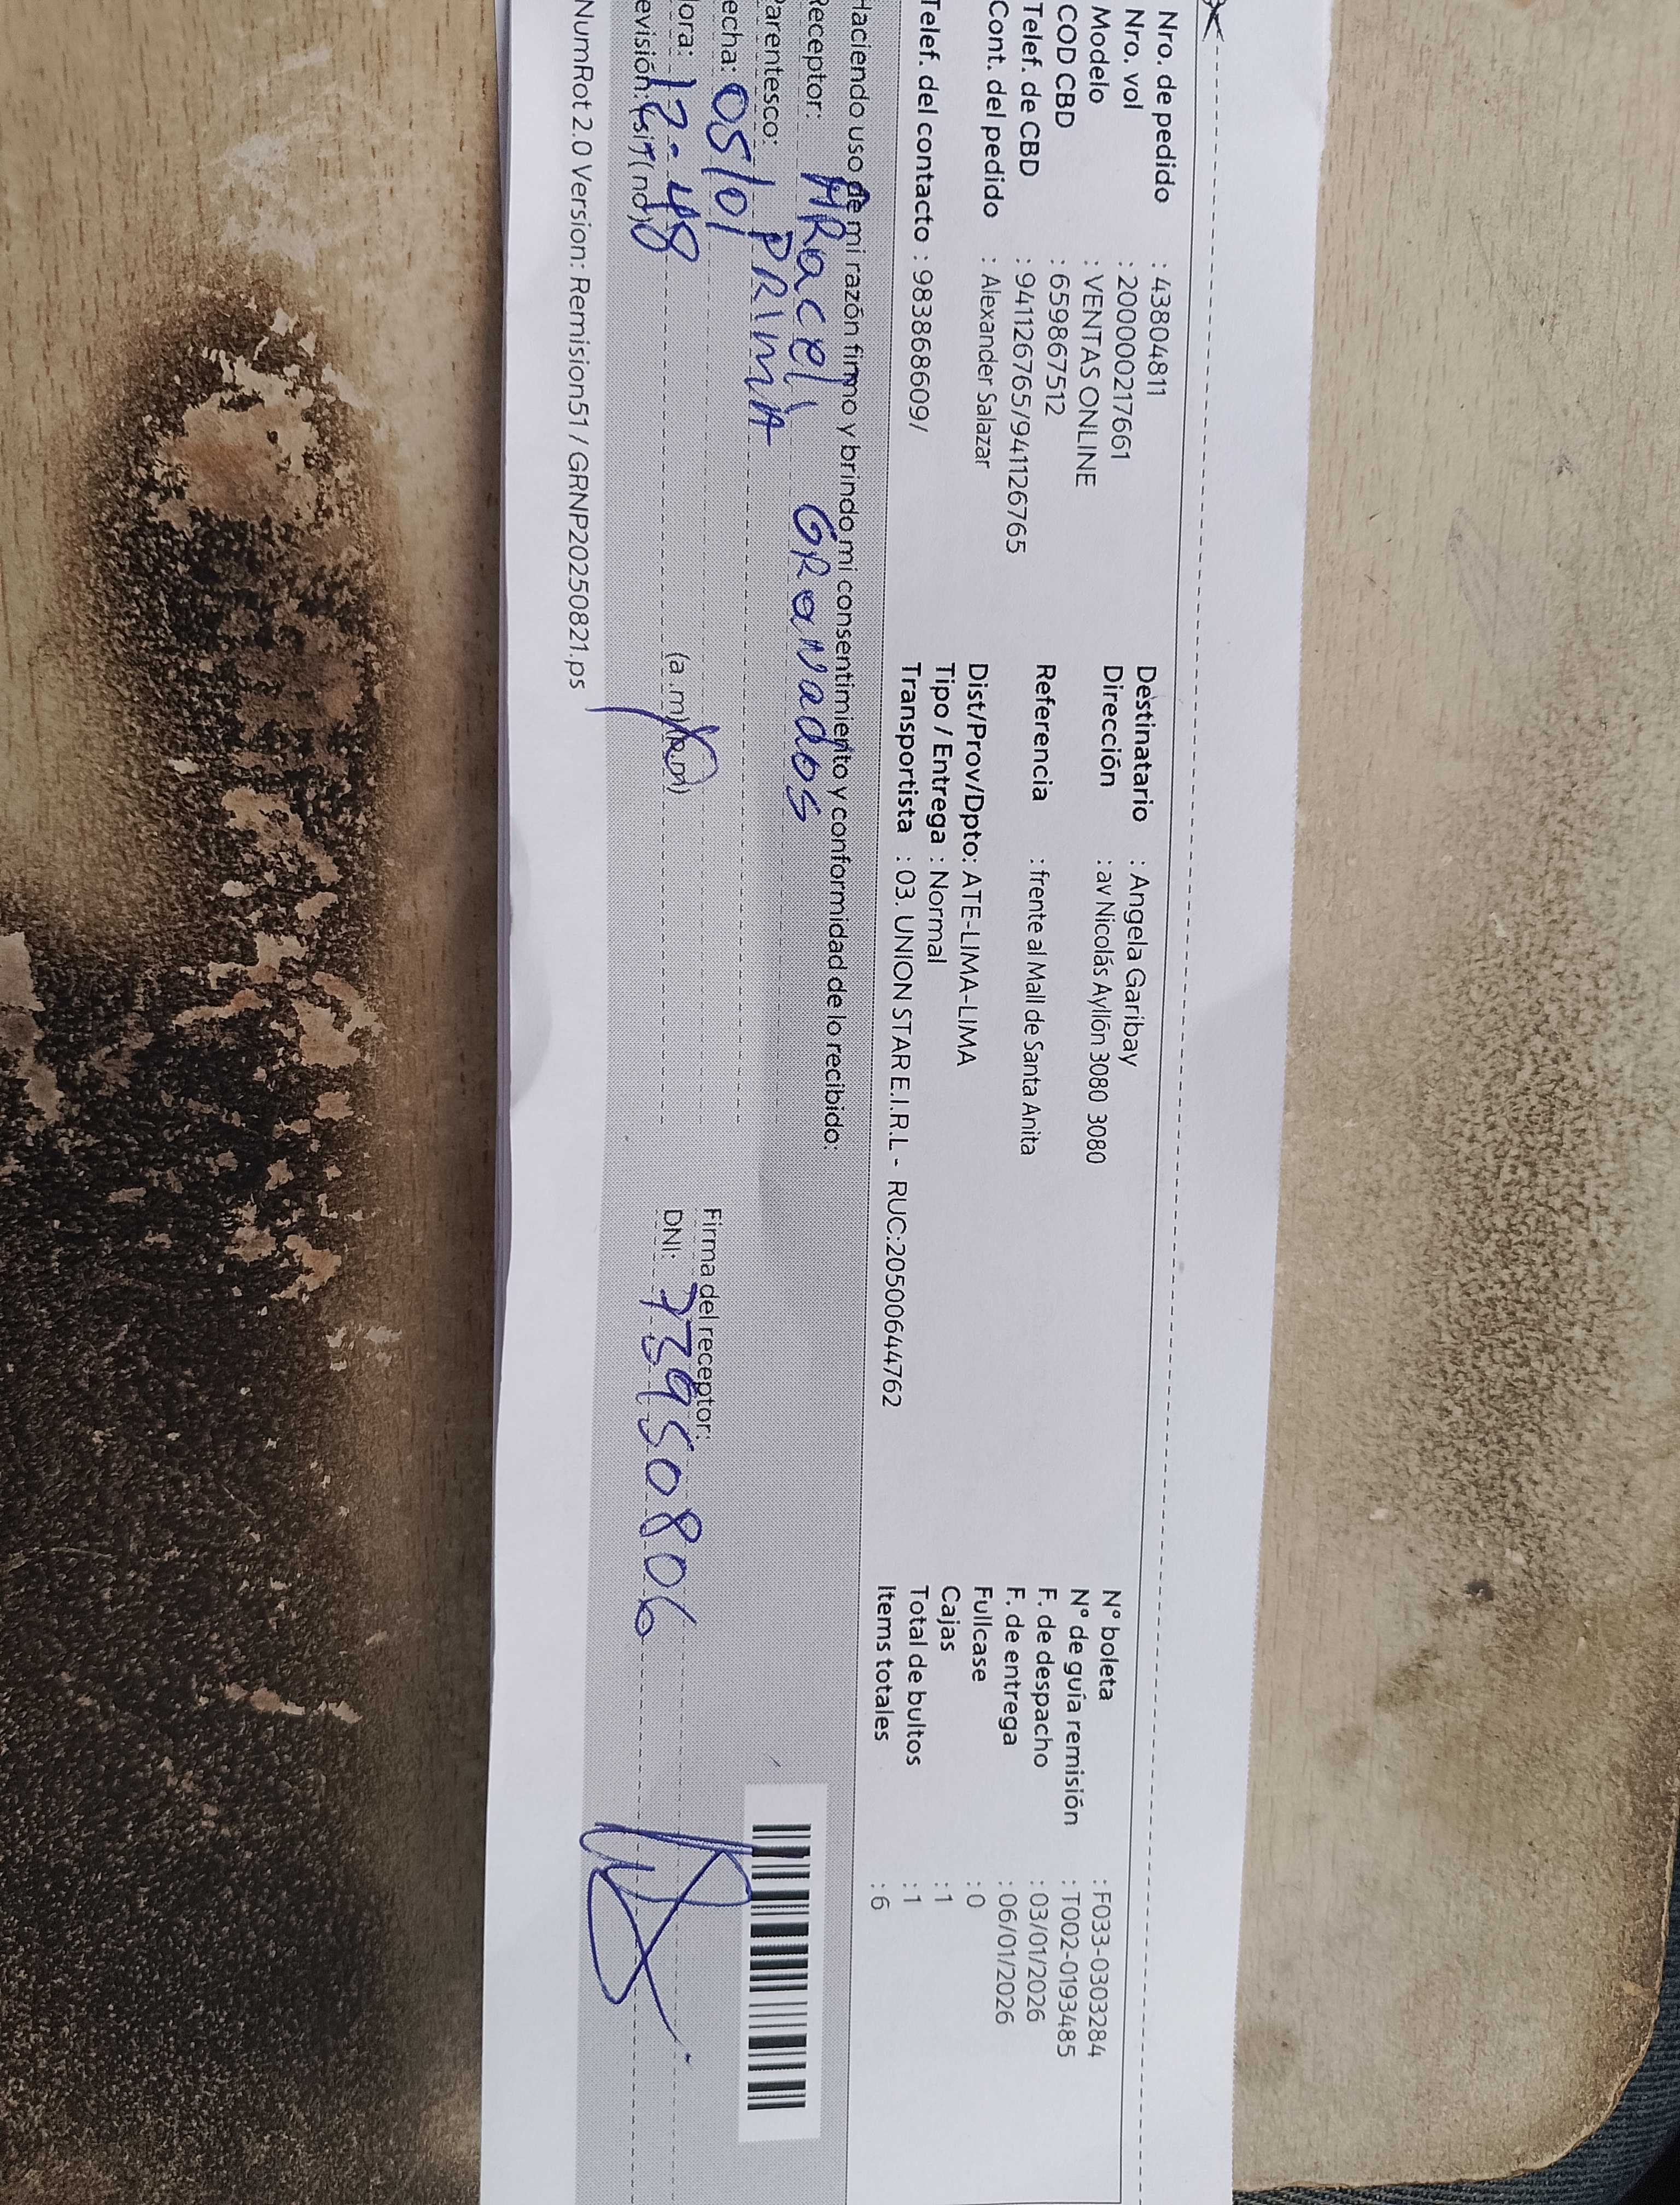 Nro. de pedido : 43804811
Nro. vol : 2000000217661
Modelo : VENTAS ONLINE
COD CBD : 659867512
Telef. de CBD : 941126765/941126765
Cont. del pedido : Alexander Salazar
Telef. del contacto : 983868609/
Destinatario : Angela Garibay
Dirección : av Nicolás Ayllón 3080 3080
Referencia : frente al Mall de Santa Anita
Dist/Prov/Dpto: ATE-LIMA-LIMA
Tipo / Entrega : Normal
Transportista : 03. UNION STAR E.I.R.L - RUC:20500644762
N° boleta : F033-0303284
N° de guía remisión : T002-0193485
F. de despacho : 03/01/2026
F. de entrega : 06/01/2026
Fullcase : 0
Cajas : 1
Total de bultos : 1
Items totales : 6
Haciendo uso de mi razón firmo y brindo mi consentimiento y conformidad de lo recibido:
Receptor: ARaceli GRanados
Parentesco: PRIMA
echa: 05/01
Hora: 12:48 (a.m)(p.m)
evisión: (si) (no)
Firma del receptor:
DNI: 73950806
NumRot 2.0 Version: Remision51 / GRNP20250821.ps